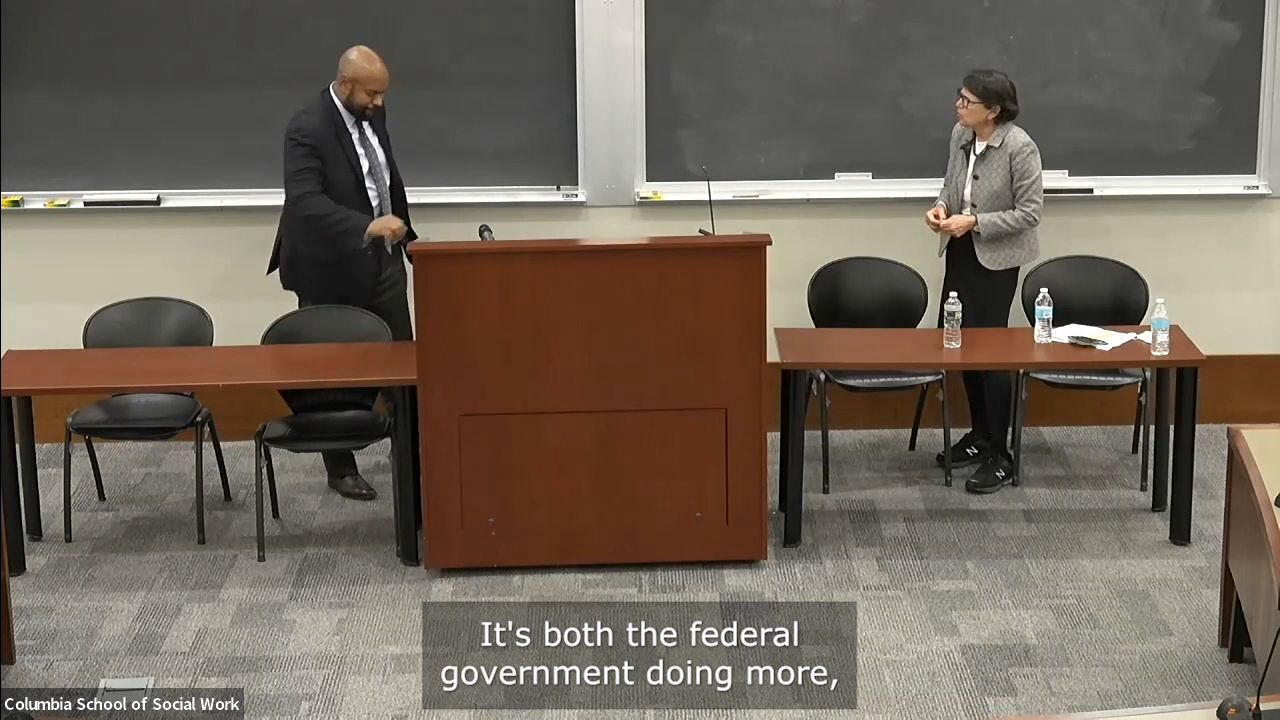 It's both the federal
government doing more,
Columbia School of Social Work